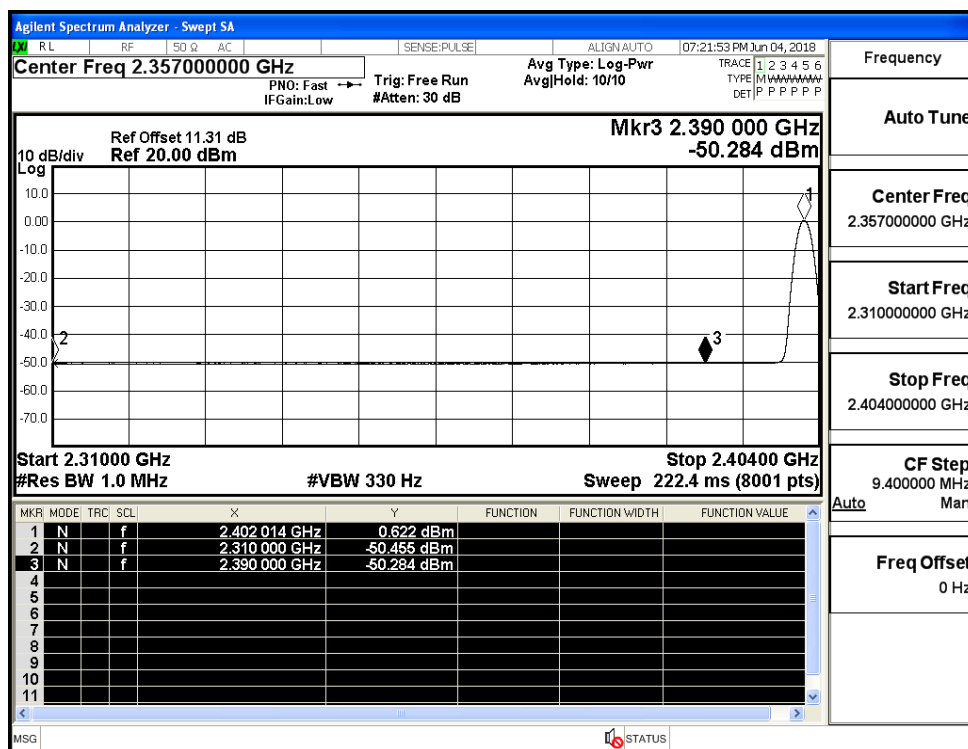 Agilent Spectrum Analyzer - Swept SA
LXI RL RF 50 Ω AC SENSE:PULSE ALIGN AUTO 07:21:53 PM Jun 04, 2018
Center Freq 2.357000000 GHz
PNO: Fast
IFGain:Low
Trig: Free Run
#Atten: 30 dB
Avg Type: Log-Pwr
Avg|Hold: 10/10
TRACE 1 2 3 4 5 6
TYPE M WWWWW
DET P P P P P P
Ref Offset 11.31 dB
10 dB/div Ref 20.00 dBm
Log
Mkr3 2.390 000 GHz
-50.284 dBm
10.0
0.00
-10.0
-20.0
-30.0
-40.0
-50.0
-60.0
-70.0
1
2
3
Start 2.31000 GHz Stop 2.40400 GHz
#Res BW 1.0 MHz #VBW 330 Hz Sweep 222.4 ms (8001 pts)
MKR MODE TRC SCL X Y FUNCTION FUNCTION WIDTH FUNCTION VALUE
1 N f 2.402 014 GHz 0.622 dBm
2 N f 2.310 000 GHz -50.455 dBm
3 N f 2.390 000 GHz -50.284 dBm
4
5
6
7
8
9
10
11
MSG STATUS
Frequency
Auto Tune
Center Freq
2.357000000 GHz
Start Freq
2.310000000 GHz
Stop Freq
2.404000000 GHz
CF Step
9.400000 MHz
Auto Man
Freq Offset
0 Hz